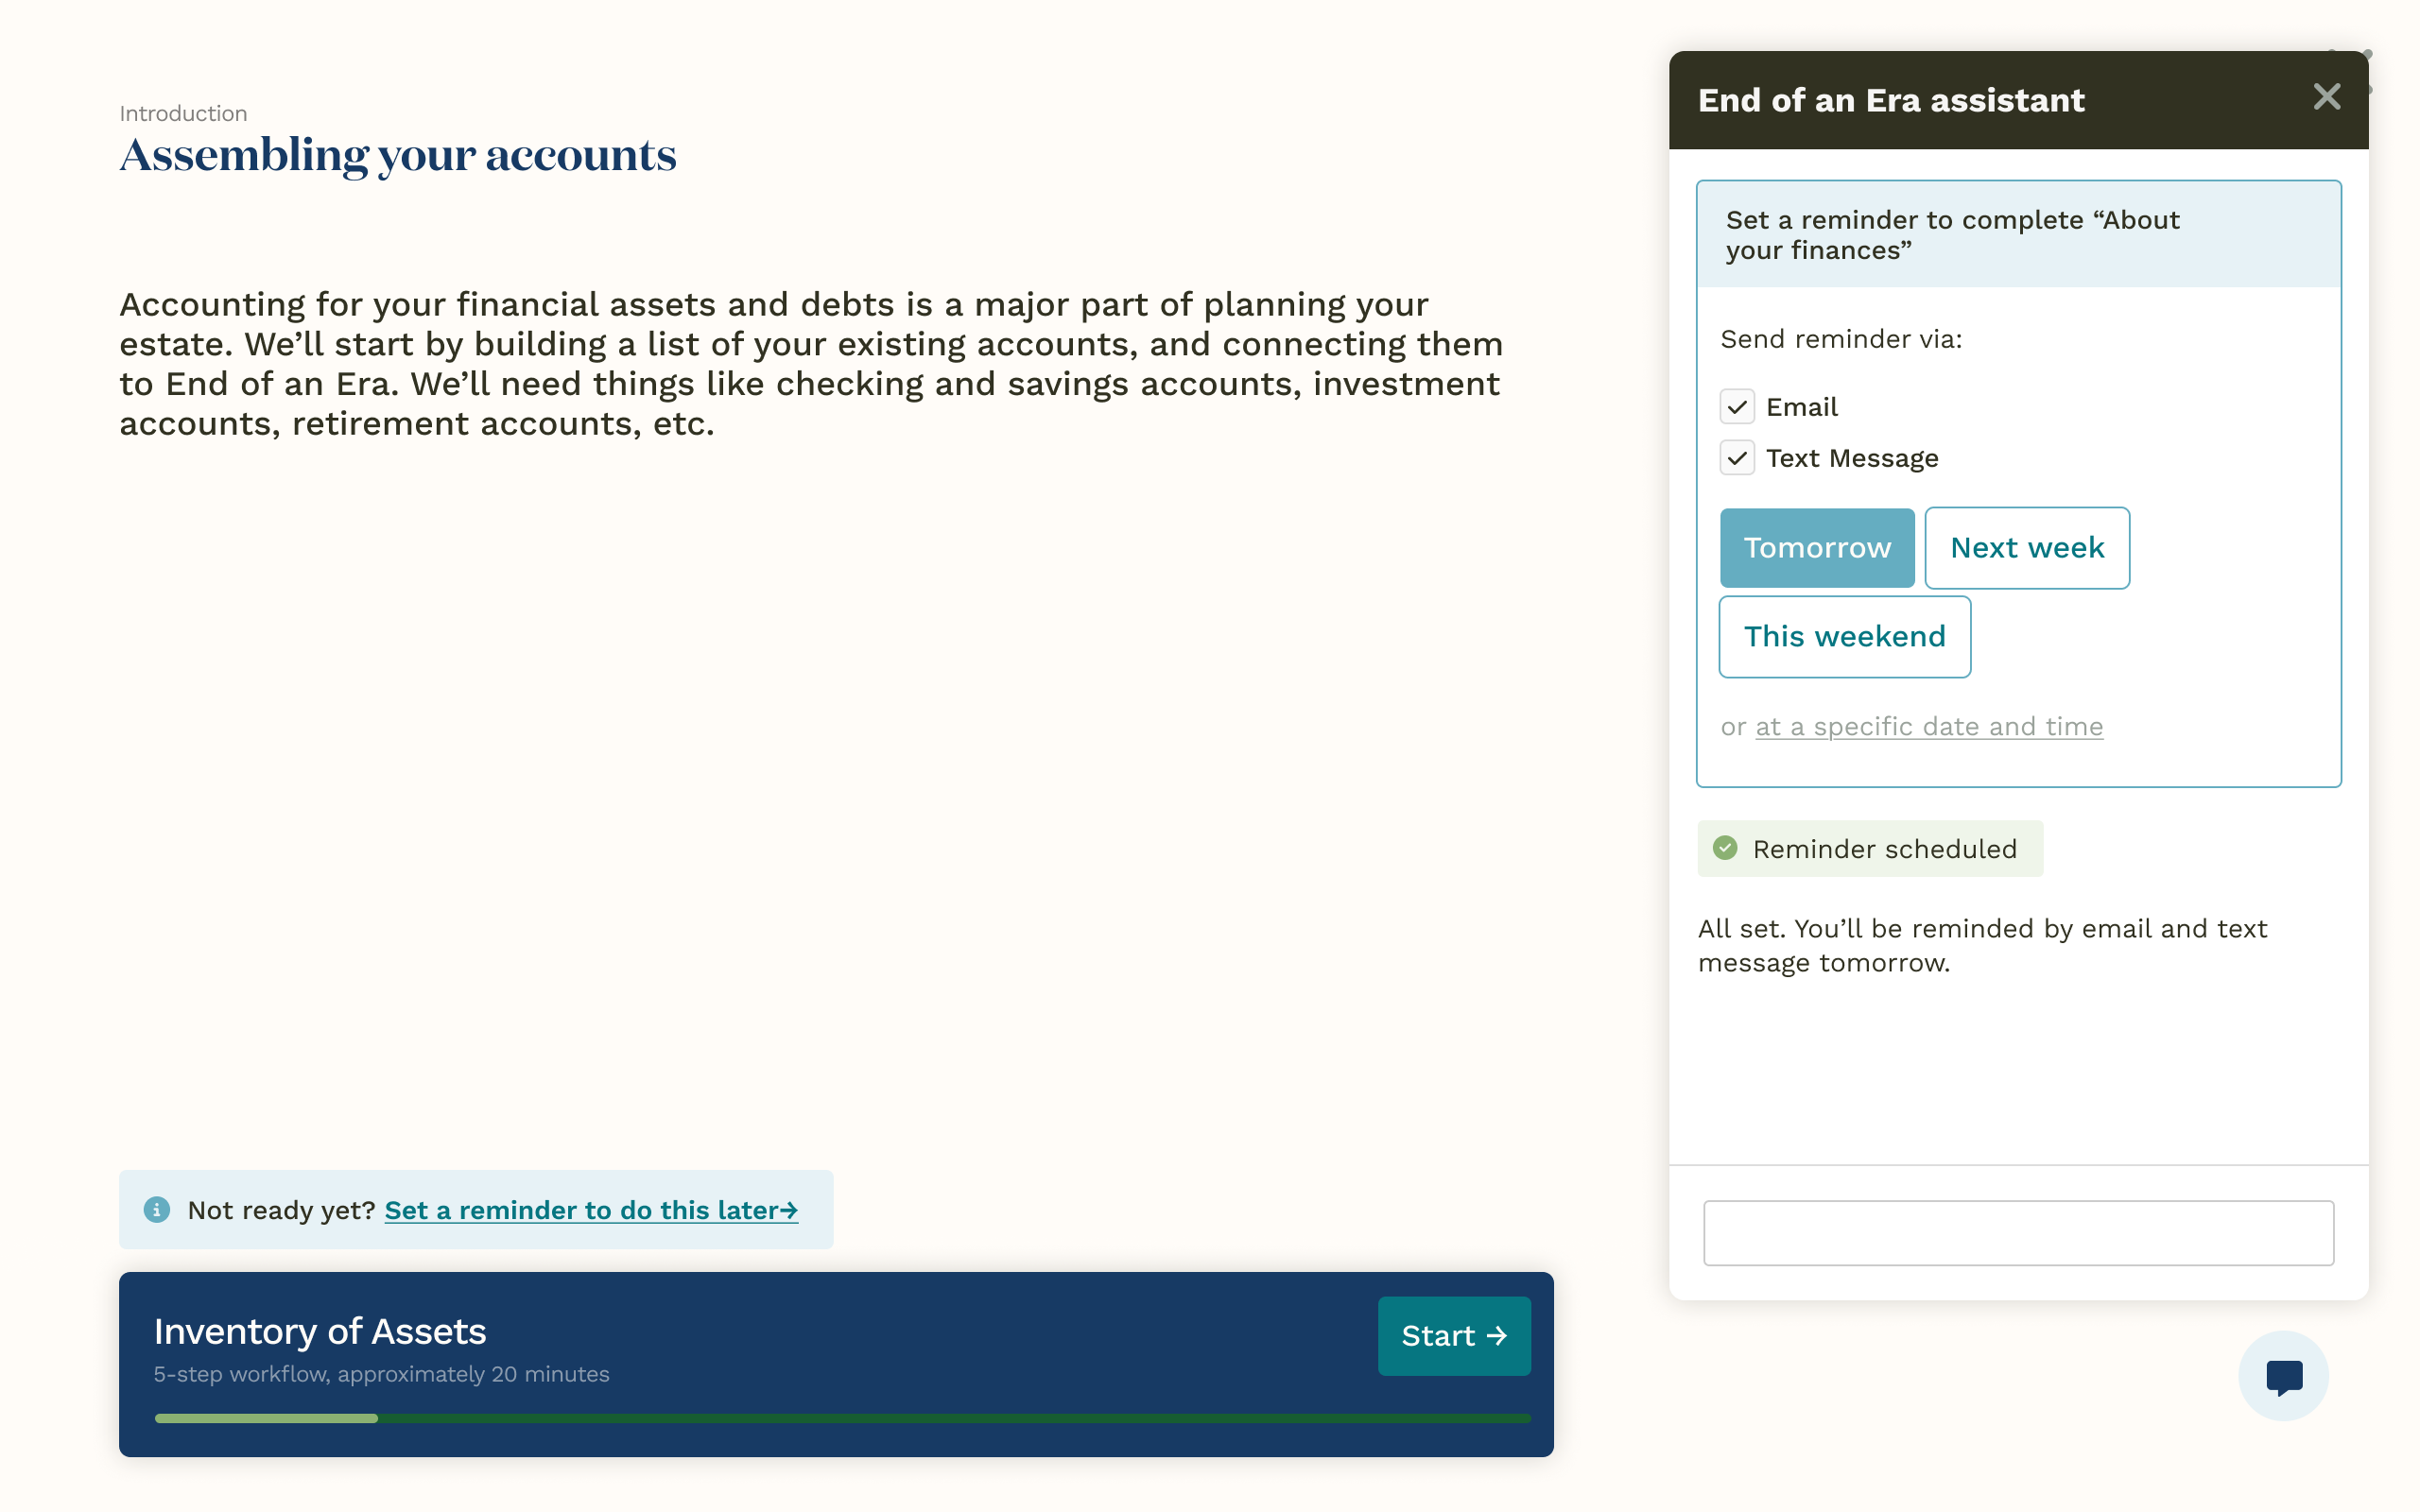 Introduction
Assembling your accounts
Accounting for your financial assets and debts is a major part of planning your
estate. We’ll start by building a list of your existing accounts, and connecting them
to End of an Era. We’ll need things like checking and savings accounts, investment
accounts, retirement accounts, etc.
Not ready yet? Set a reminder to do this later→
Inventory of Assets
5-step workflow, approximately 20 minutes
Start →
End of an Era assistant
Set a reminder to complete “About
your finances”
Send reminder via:
Email
Text Message
Tomorrow
Next week
This weekend
or at a specific date and time
Reminder scheduled
All set. You’ll be reminded by email and text
message tomorrow.